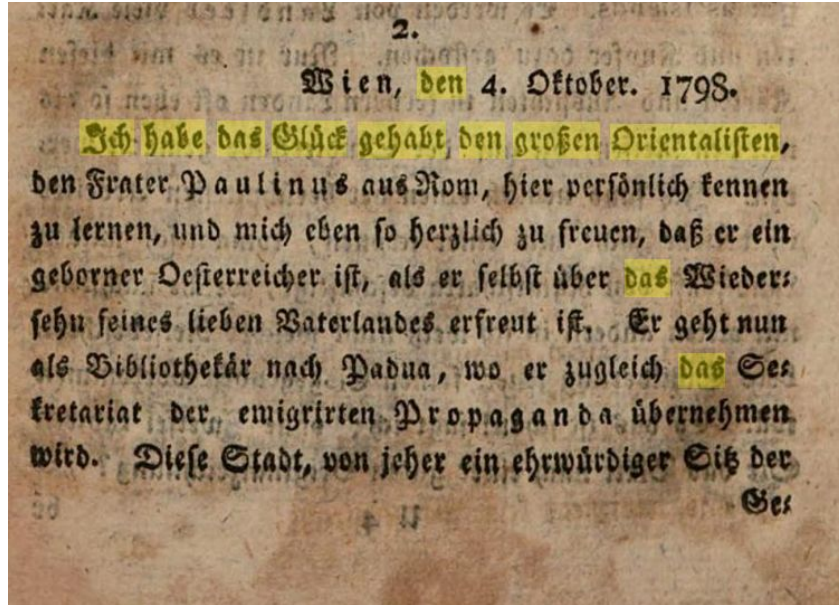 2.
Wien, den 4. Oktober. 1798.
Ich habe das Glück gehabt den großen Orientalisten,
den Frater Paulinus aus Rom, hier persönlich kennen
zu lernen, und mich eben so herzlich zu freuen, daß er ein
geborner Oesterreicher ist, als er selbst über das Wieder⸗
sehn seines lieben Vaterlandes erfreut ist. Er geht nun
als Bibliothekär nach Padua, wo er zugleich das Se⸗
kretariat der emigrirten Propaganda übernehmen
wird. Diese Stadt, von jeher ein ehrwürdiger Sitz der
Ge⸗